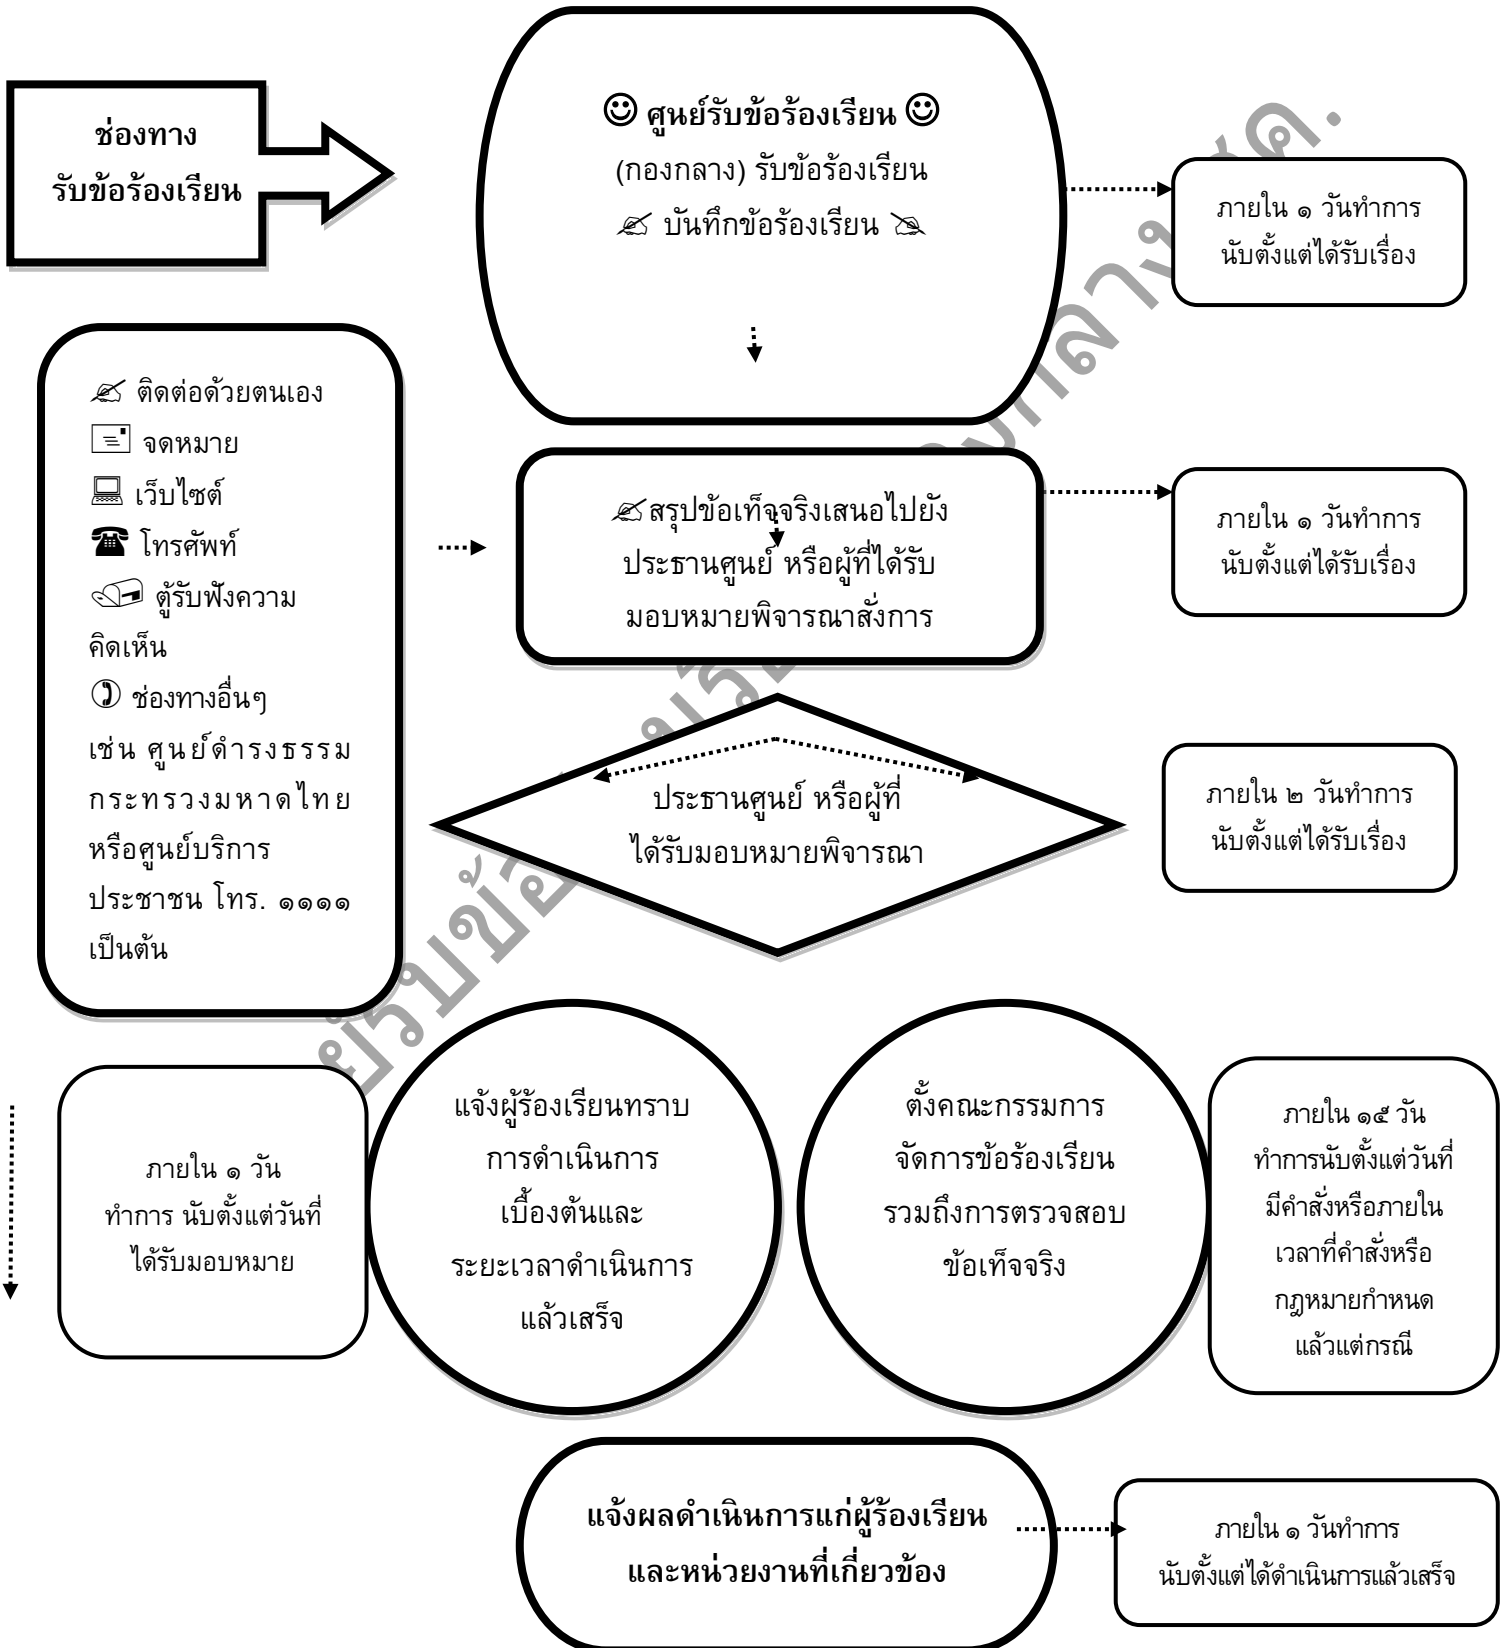 ช่องทาง
รับข้อร้องเรียน
ศูนย์รับข้อร้องเรียน
(กองกลาง) รับข้อร้องเรียน
บันทึกข้อร้องเรียน
ภายใน ๑ วันทำการ
นับตั้งแต่ได้รับเรื่อง
ติดต่อด้วยตนเอง
จดหมาย
เว็บไซต์
โทรศัพท์
ตู้รับฟังความ
คิดเห็น
ช่องทางอื่นๆ
เช่น ศูนย์ดำรงธรรม
กระทรวงมหาดไทย
หรือศูนย์บริการ
ประชาชน โทร. ๑๑๑๑
เป็นต้น
สรุปข้อเท็จจริงเสนอไปยัง
ประธานศูนย์ หรือผู้ที่ได้รับ
มอบหมายพิจารณาสั่งการ
ภายใน ๑ วันทำการ
นับตั้งแต่ได้รับเรื่อง
ประธานศูนย์ หรือผู้ที่
ได้รับมอบหมายพิจารณา
ภายใน ๒ วันทำการ
นับตั้งแต่ได้รับเรื่อง
ภายใน ๑ วัน
ทำการ นับตั้งแต่วันที่
ได้รับมอบหมาย
แจ้งผู้ร้องเรียนทราบ
การดำเนินการ
เบื้องต้นและ
ระยะเวลาดำเนินการ
แล้วเสร็จ
ตั้งคณะกรรมการ
จัดการข้อร้องเรียน
รวมถึงการตรวจสอบ
ข้อเท็จจริง
ภายใน ๑๕ วัน
ทำการนับตั้งแต่วันที่
มีคำสั่งหรือภายใน
เวลาที่คำสั่งหรือ
กฎหมายกำหนด
แล้วแต่กรณี
แจ้งผลดำเนินการแก่ผู้ร้องเรียน
และหน่วยงานที่เกี่ยวข้อง
ภายใน ๑ วันทำการ
นับตั้งแต่ได้ดำเนินการแล้วเสร็จ